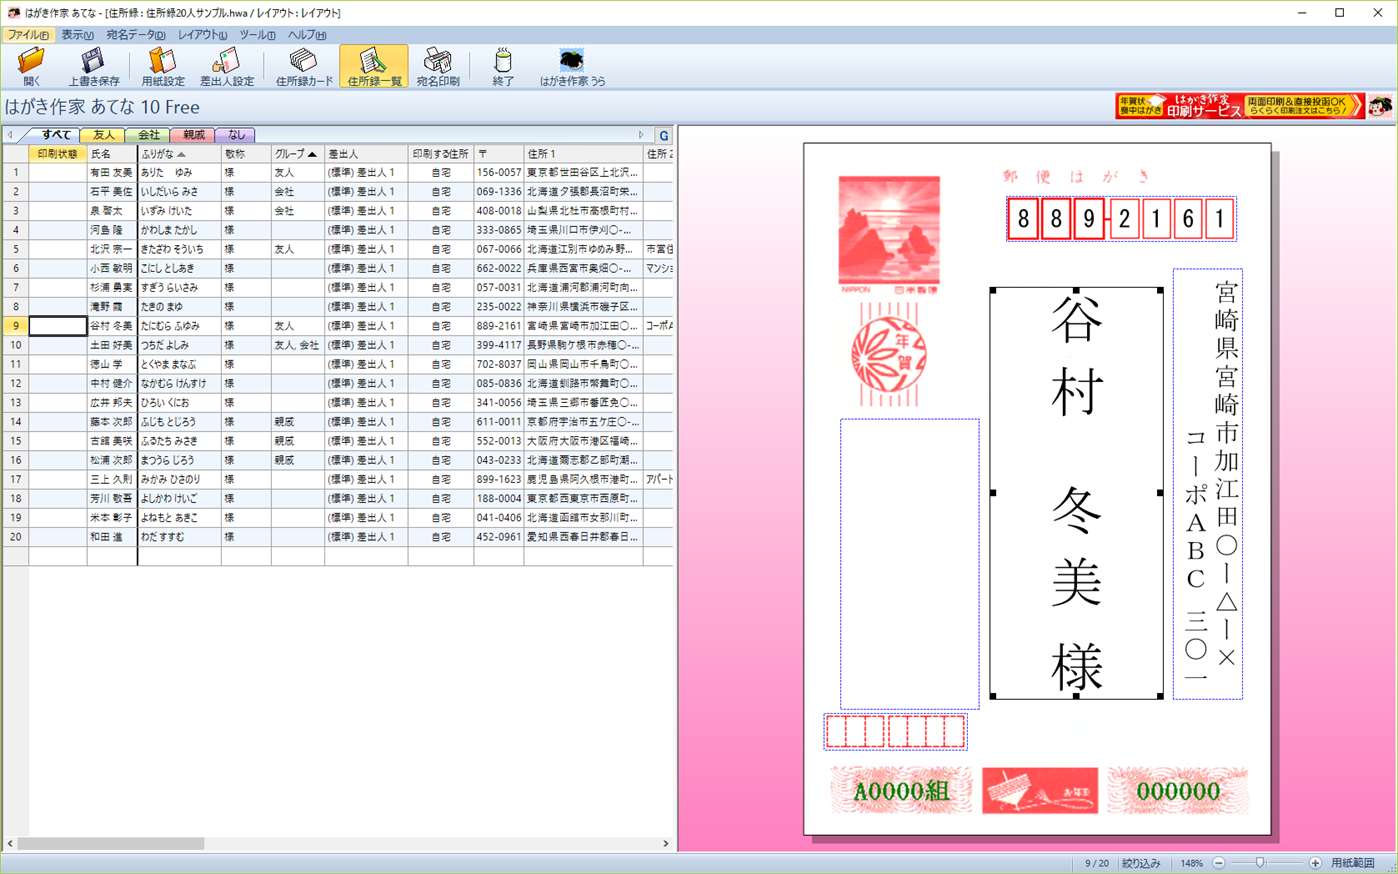 はがき作家 あてな - [住所録 : 住所録20人サンプル.hwa / レイアウト : レイアウト]
ファイル(F) 表示(V) 宛名データ(D) レイアウト(L) ツール(T) ヘルプ(H)
開く 上書き保存 用紙設定 差出人設定 住所録カード 住所録一覧 宛名印刷 終了 はがき作家 うら
はがき作家 あてな 10 Free
年賀状 喪中はがき はがき作家 印刷サービス 両面印刷&直接投函OK らくらく印刷注文はこちら!
すべて 友人 会社 親戚 なし G
印刷状態 氏名 ふりがな 敬称 グループ 差出人 印刷する住所 〒 住所 1 住所 2
1 有田 友美 ありた ゆみ 様 友人 (標準) 差出人 1 自宅 156-0057 東京都世田谷区上北沢...
2 石平 美佐 いしだいら みさ 様 会社 (標準) 差出人 1 自宅 069-1336 北海道夕張郡長沼町栄...
3 泉 啓太 いずみ けいた 様 会社 (標準) 差出人 1 自宅 408-0018 山梨県北杜市高根町村...
4 河島 隆 かわしま たかし 様 (標準) 差出人 1 自宅 333-0865 埼玉県川口市伊刈〇-...
5 北沢 宗一 きたざわ そういち 様 友人 (標準) 差出人 1 自宅 067-0066 北海道江別市ゆめみ野... 市営住
6 小西 敏明 こにし としあき 様 (標準) 差出人 1 自宅 662-0022 兵庫県西宮市奥畑〇-... マンショ
7 杉浦 勇実 すぎうら いさみ 様 (標準) 差出人 1 自宅 057-0031 北海道浦河郡浦河町向...
8 滝野 繭 たきの まゆ 様 (標準) 差出人 1 自宅 235-0022 神奈川県横浜市磯子区...
9 谷村 冬美 たにむら ふゆみ 様 友人 (標準) 差出人 1 自宅 889-2161 宮崎県宮崎市加江田〇... コーポA
10 土田 好美 つちだ よしみ 様 友人, 会社 (標準) 差出人 1 自宅 399-4117 長野県駒ケ根市赤穂〇-...
11 徳山 学 とくやま まなぶ 様 (標準) 差出人 1 自宅 702-8037 岡山県岡山市千鳥町〇...
12 中村 健介 なかむら けんすけ 様 (標準) 差出人 1 自宅 085-0836 北海道釧路市幣舞町〇...
13 広井 邦夫 ひろい くにお 様 (標準) 差出人 1 自宅 341-0056 埼玉県三郷市番匠免〇...
14 藤本 次郎 ふじもと じろう 様 親戚 (標準) 差出人 1 自宅 611-0011 京都府宇治市五ケ庄〇-...
15 古舘 美咲 ふるたち みさき 様 親戚 (標準) 差出人 1 自宅 552-0013 大阪府大阪市港区福崎...
16 松浦 次郎 まつうら じろう 様 親戚 (標準) 差出人 1 自宅 043-0233 北海道爾志郡乙部町潮...
17 三上 久則 みかみ ひさのり 様 (標準) 差出人 1 自宅 899-1623 鹿児島県阿久根市港町... アパート
18 芳川 敬吾 よしかわ けいご 様 (標準) 差出人 1 自宅 188-0004 東京都西東京市西原町...
19 米本 彰子 よねもと あきこ 様 (標準) 差出人 1 自宅 041-0406 北海道函館市女那川町...
20 和田 進 わだ すすむ 様 (標準) 差出人 1 自宅 452-0961 愛知県西春日井郡春日...
郵便はがき
889-2161
NIPPON 日本郵便
年賀
宮崎県宮崎市加江田〇ー△ー×
コーポABC 三〇一
谷村 冬美 様
A0000組 お年玉 000000
9 / 20 絞り込み 148% 用紙範囲